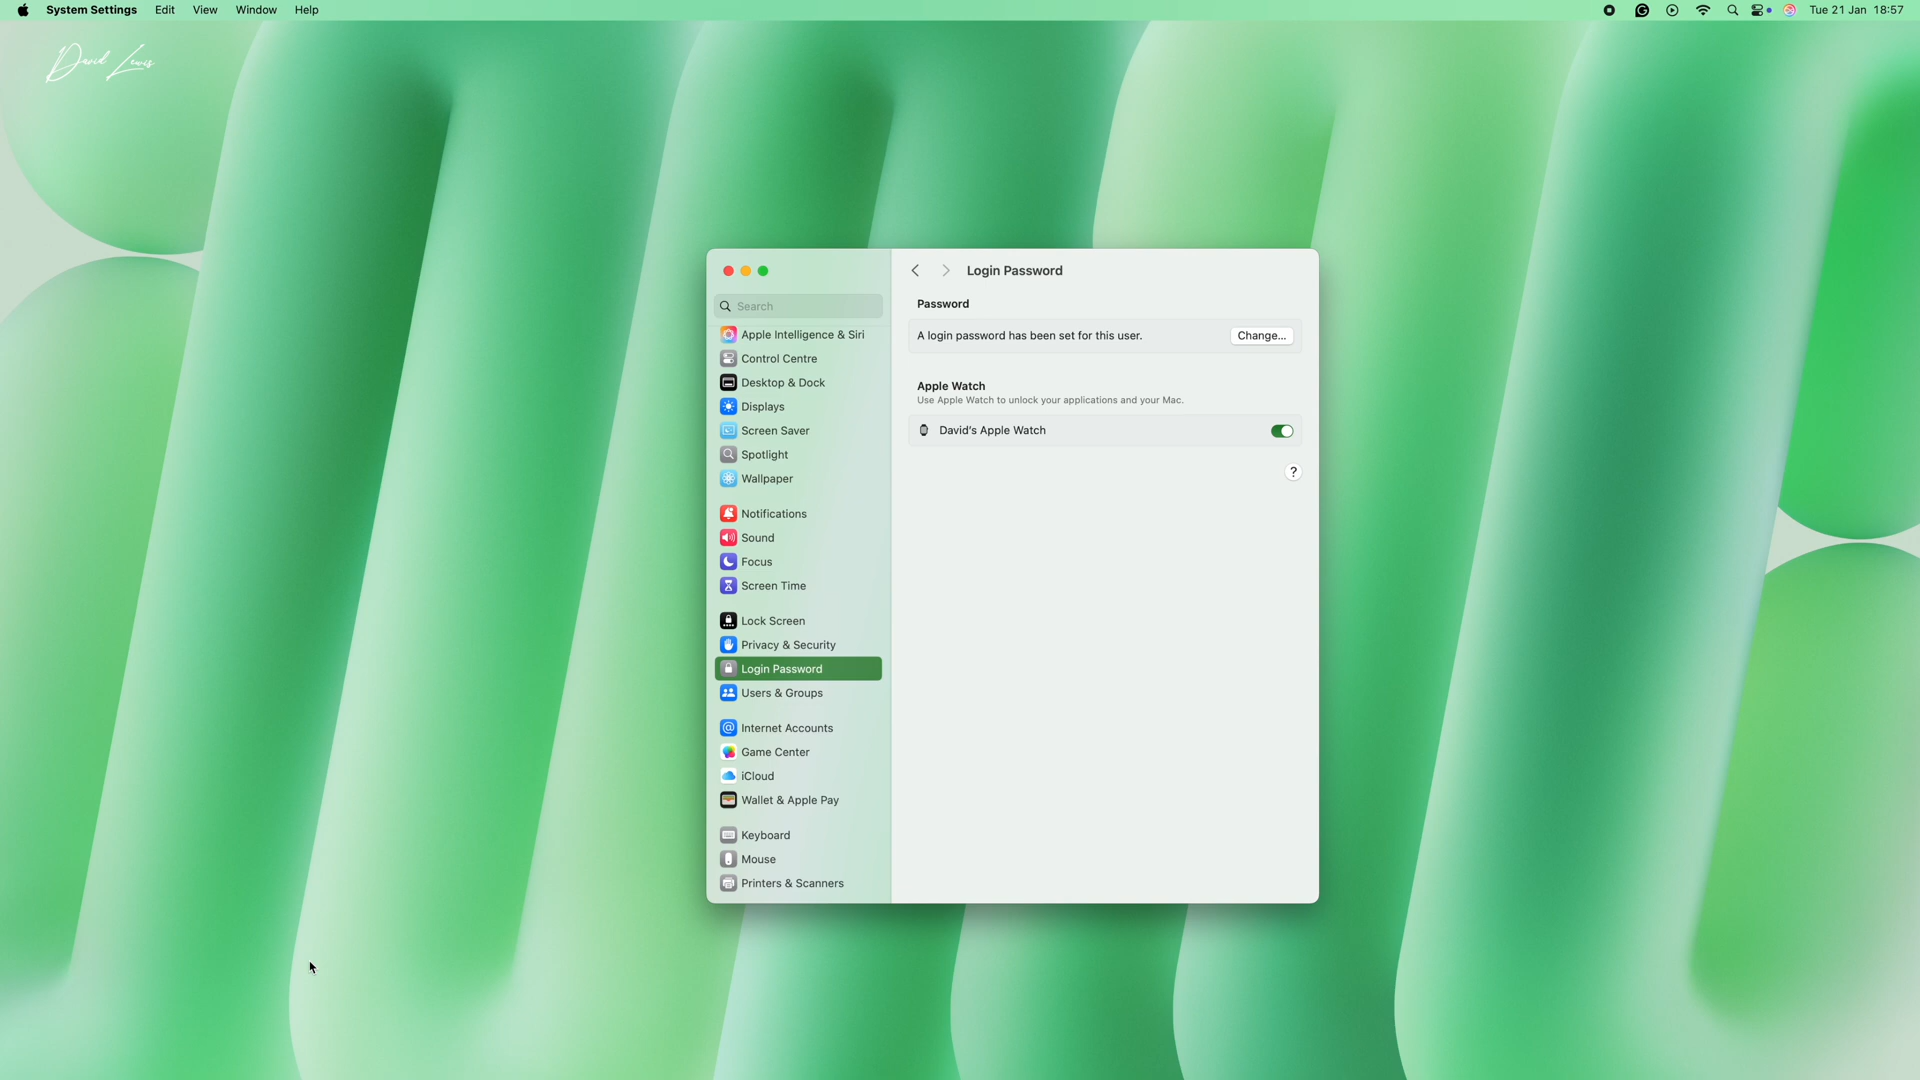 System Settings Edit View Window Help Tue 21 Jan 18:57
David Lewis
Login Password
Search
Password
A login password has been set for this user. Change...
Apple Watch
Use Apple Watch to unlock your applications and your Mac.
David's Apple Watch
?
Apple Intelligence & Siri
Control Centre
Desktop & Dock
Displays
Screen Saver
Spotlight
Wallpaper
Notifications
Sound
Focus
Screen Time
Lock Screen
Privacy & Security
Login Password
Users & Groups
Internet Accounts
Game Center
iCloud
Wallet & Apple Pay
Keyboard
Mouse
Printers & Scanners